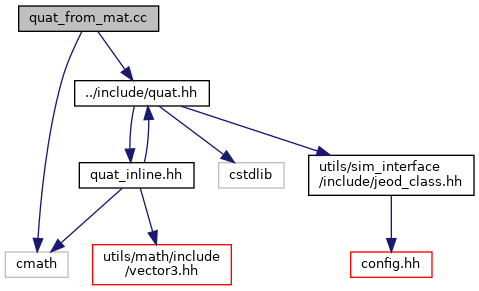 quat_from_mat.cc
../include/quat.hh
quat_inline.hh
cstdlib
utils/sim_interface
/include/jeod_class.hh
cmath
utils/math/include
/vector3.hh
config.hh